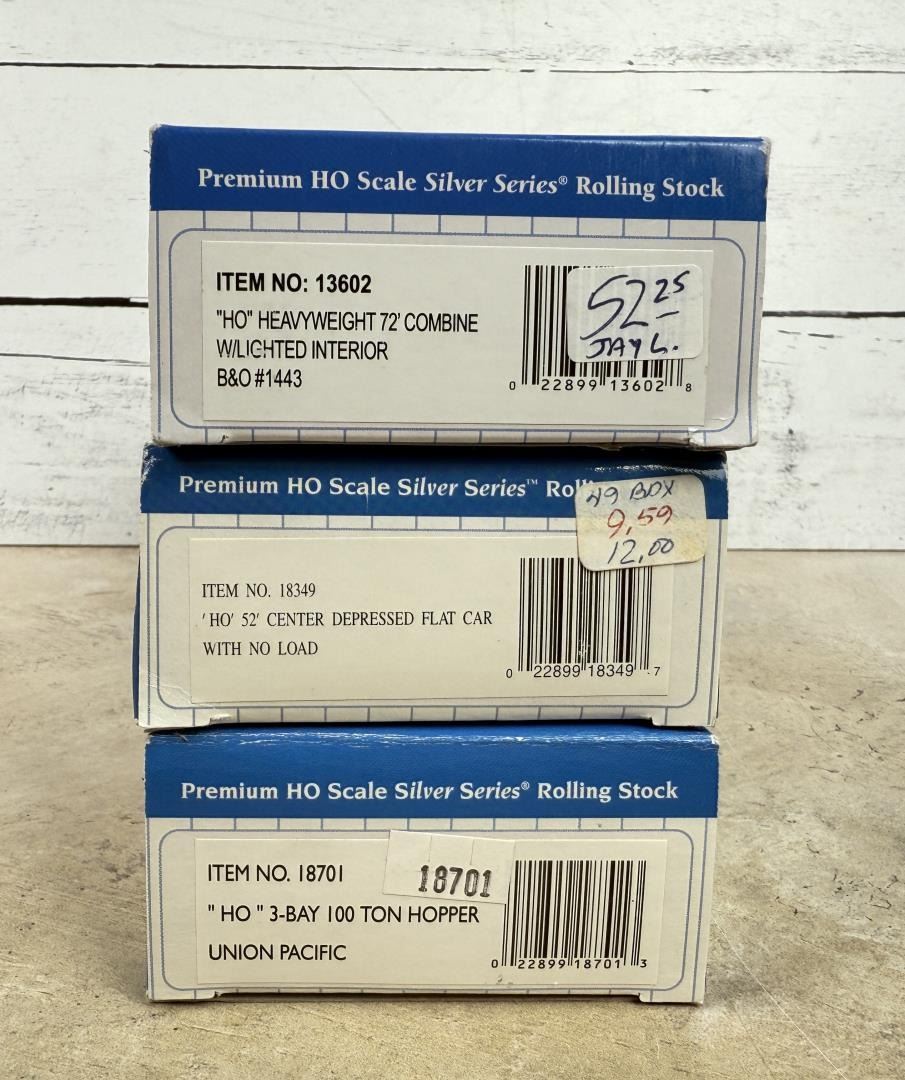 Premium HO Scale Silver Series® Rolling Stock
ITEM NO: 13602
"HO" HEAVYWEIGHT 72' COMBINE
W/LIGHTED INTERIOR
B&O #1443
52 25
JAY L.
0 22899 13602 8
Premium HO Scale Silver Series™ Rol
49 BOX
9,59
12,00
ITEM NO. 18349
'HO' 52' CENTER DEPRESSED FLAT CAR
WITH NO LOAD
0 22899 18349 7
Premium HO Scale Silver Series® Rolling Stock
ITEM NO. 18701
18701
"HO" 3-BAY 100 TON HOPPER
UNION PACIFIC
0 22899 18701 3